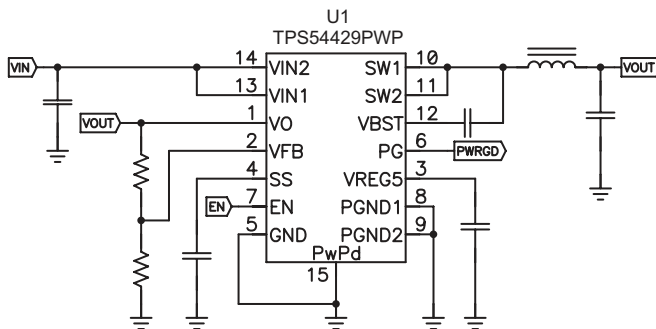 U1
TPS54429PWP
VIN
14 VIN2 SW1 10
13 VIN1 SW2 11
VOUT
VOUT 1 VO VBST 12
2 VFB PG 6 PWRGD
4 SS VREG5 3
EN 7 EN PGND1 8
5 GND PGND2 9
PwPd
15